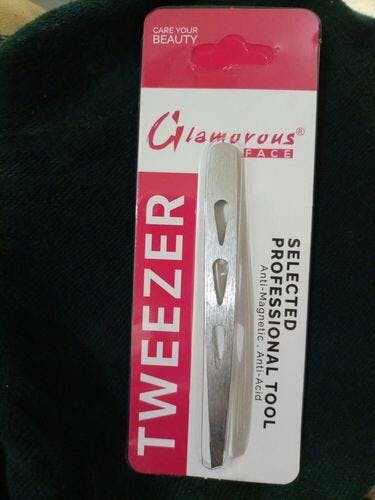 CARE YOUR
BEAUTY
Glamorous®
FACE
TWEEZER
SELECTED
PROFESSIONAL TOOL
Anti-Magnetic . Anti-Acid